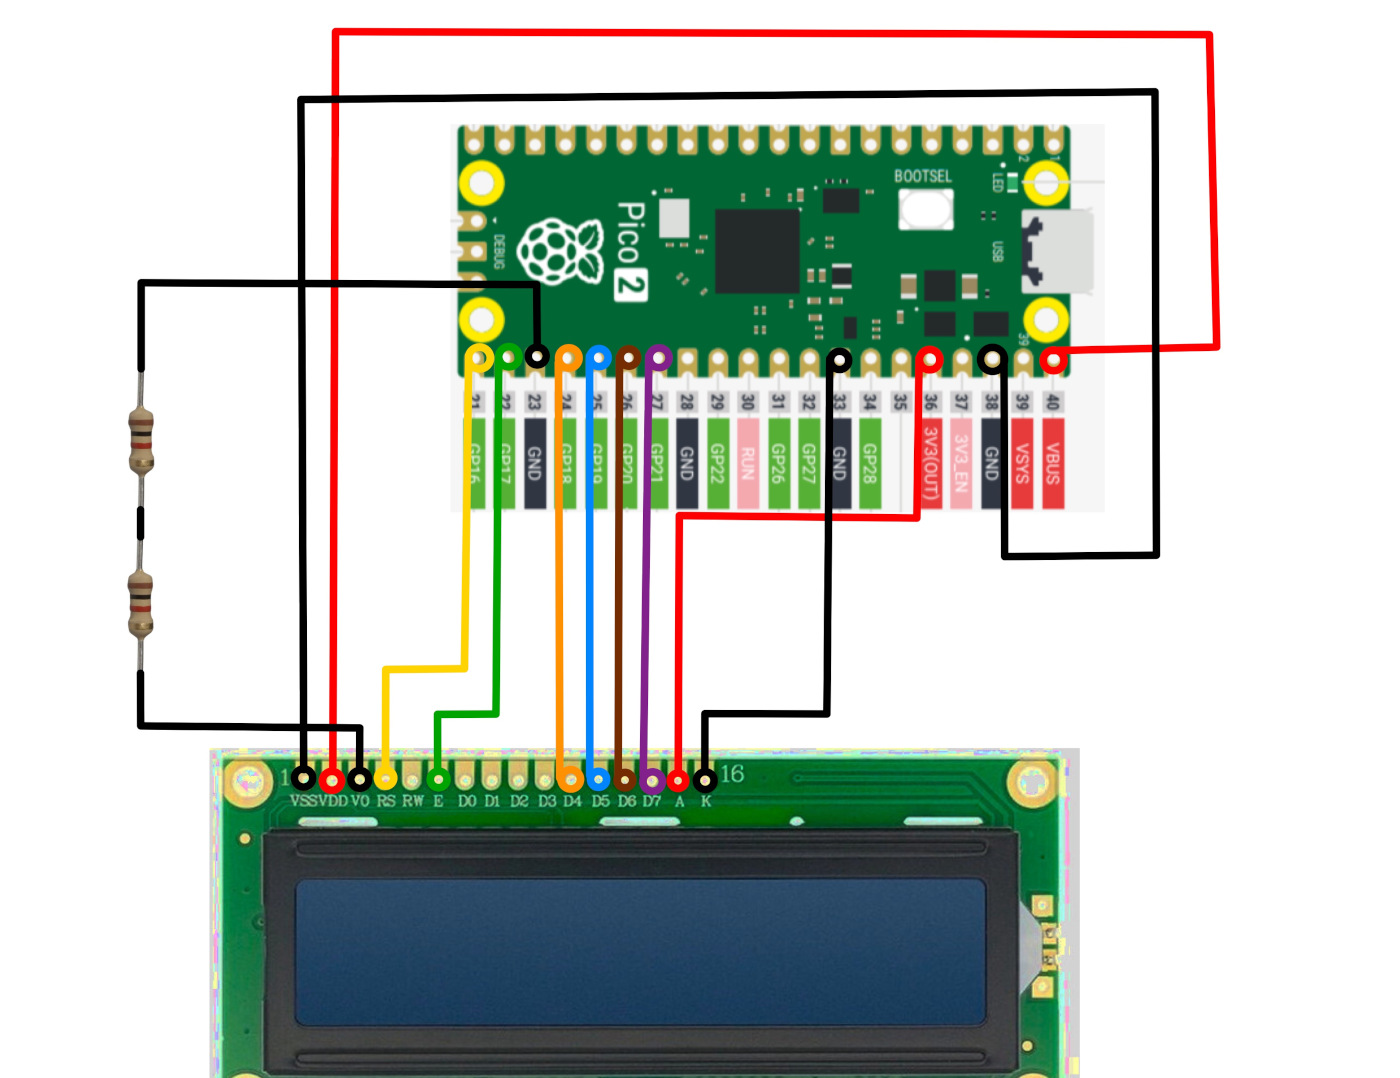 2
1
LED
BOOTSEL
USB
Pico 2
DEBUG
39
21 22 23 24 25 26 27 28 29 30 31 32 33 34 35 36 37 38 39 40
GP16 GP17 GND GP18 GP19 GP20 GP21 GND GP22 RUN GP26 GP27 GND GP28 3V3(OUT) 3V3_EN GND VSYS VBUS
1 16
VSS VDD V0 RS RW E D0 D1 D2 D3 D4 D5 D6 D7 A K